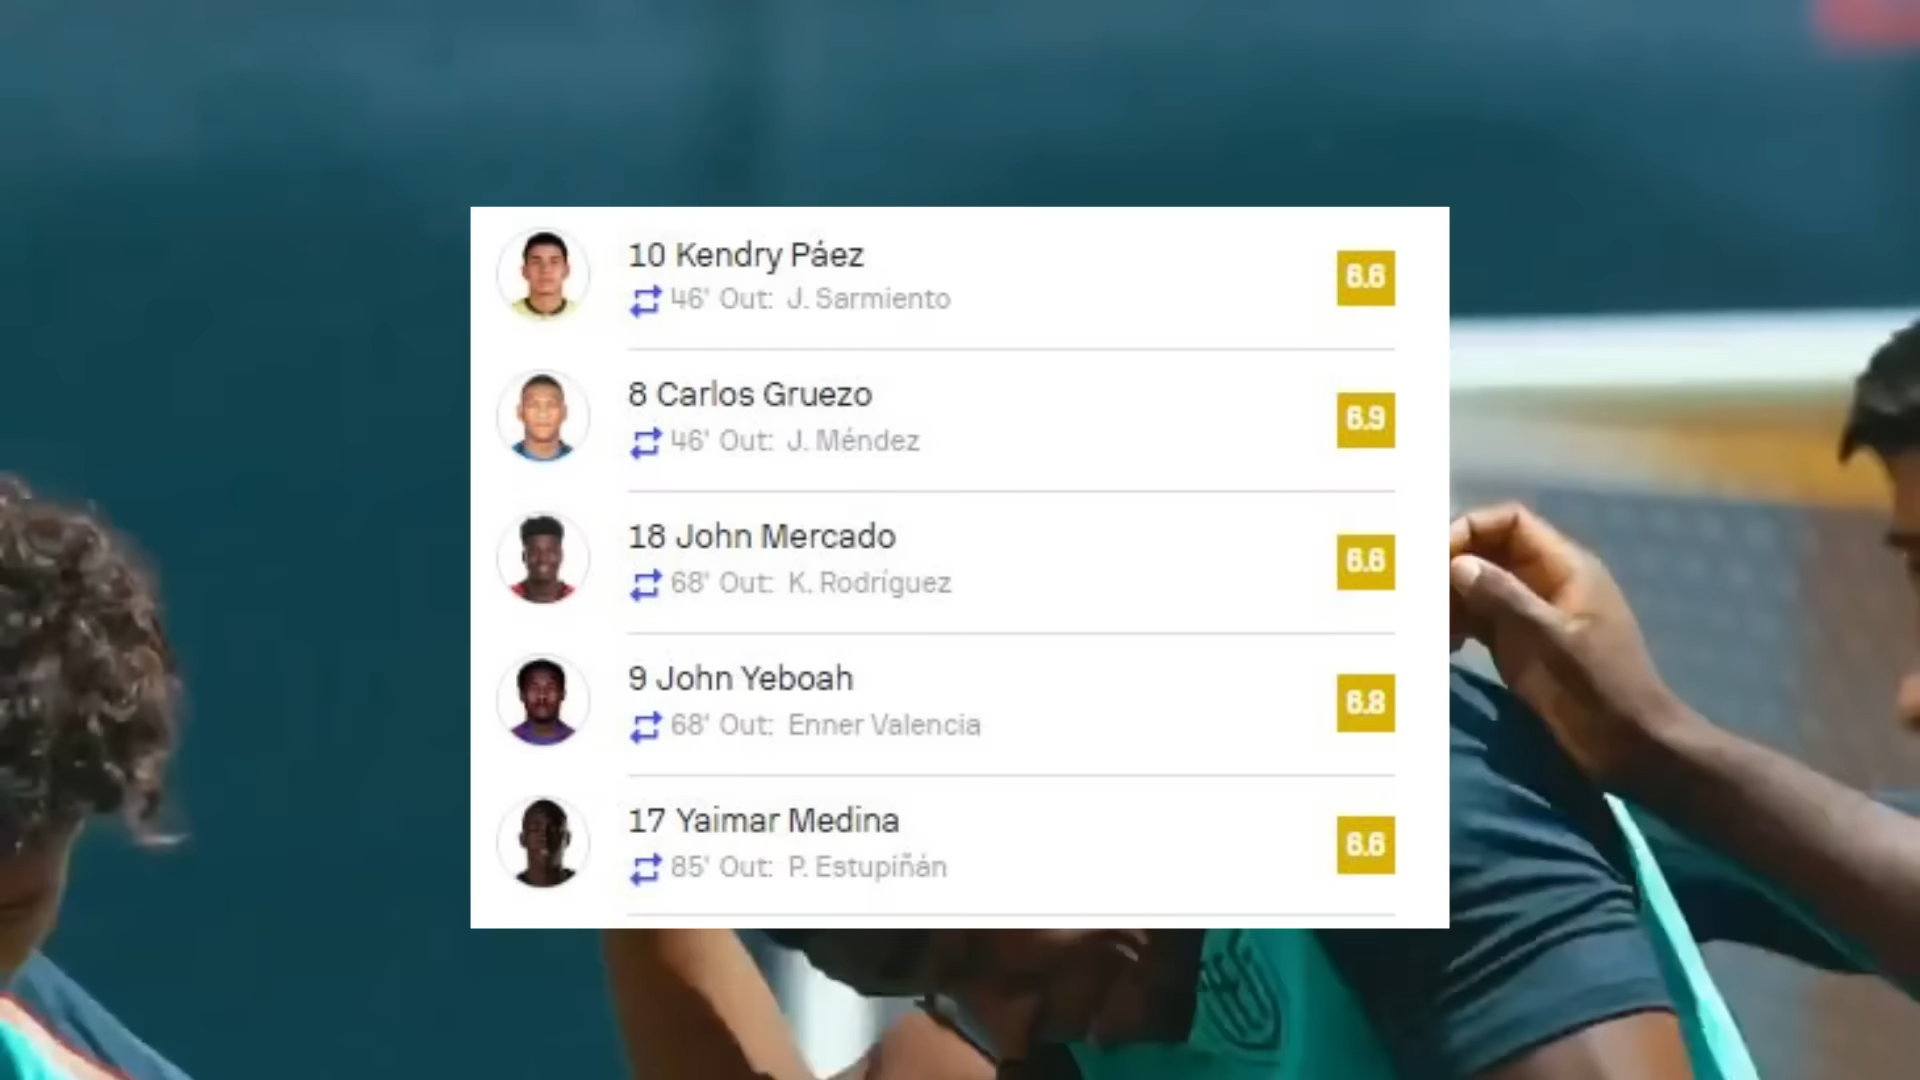 10 Kendry Páez
46' Out: J. Sarmiento
6.6
8 Carlos Gruezo
46' Out: J. Méndez
6.9
18 John Mercado
68' Out: K. Rodríguez
6.6
9 John Yeboah
68' Out: Enner Valencia
6.8
17 Yaimar Medina
85' Out: P. Estupiñán
6.6